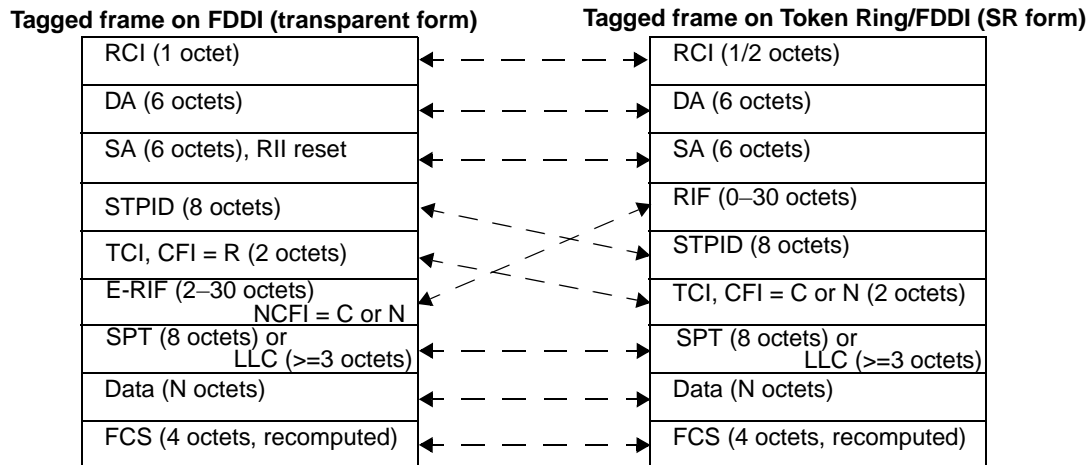 Tagged frame on FDDI (transparent form)
RCI (1 octet)
DA (6 octets)
SA (6 octets), RII reset
STPID (8 octets)
TCI, CFI = R (2 octets)
E-RIF (2–30 octets)
NCFI = C or N
SPT (8 octets) or
LLC (>=3 octets)
Data (N octets)
FCS (4 octets, recomputed)
Tagged frame on Token Ring/FDDI (SR form)
RCI (1/2 octets)
DA (6 octets)
SA (6 octets)
RIF (0–30 octets)
STPID (8 octets)
TCI, CFI = C or N (2 octets)
SPT (8 octets) or
LLC (>=3 octets)
Data (N octets)
FCS (4 octets, recomputed)